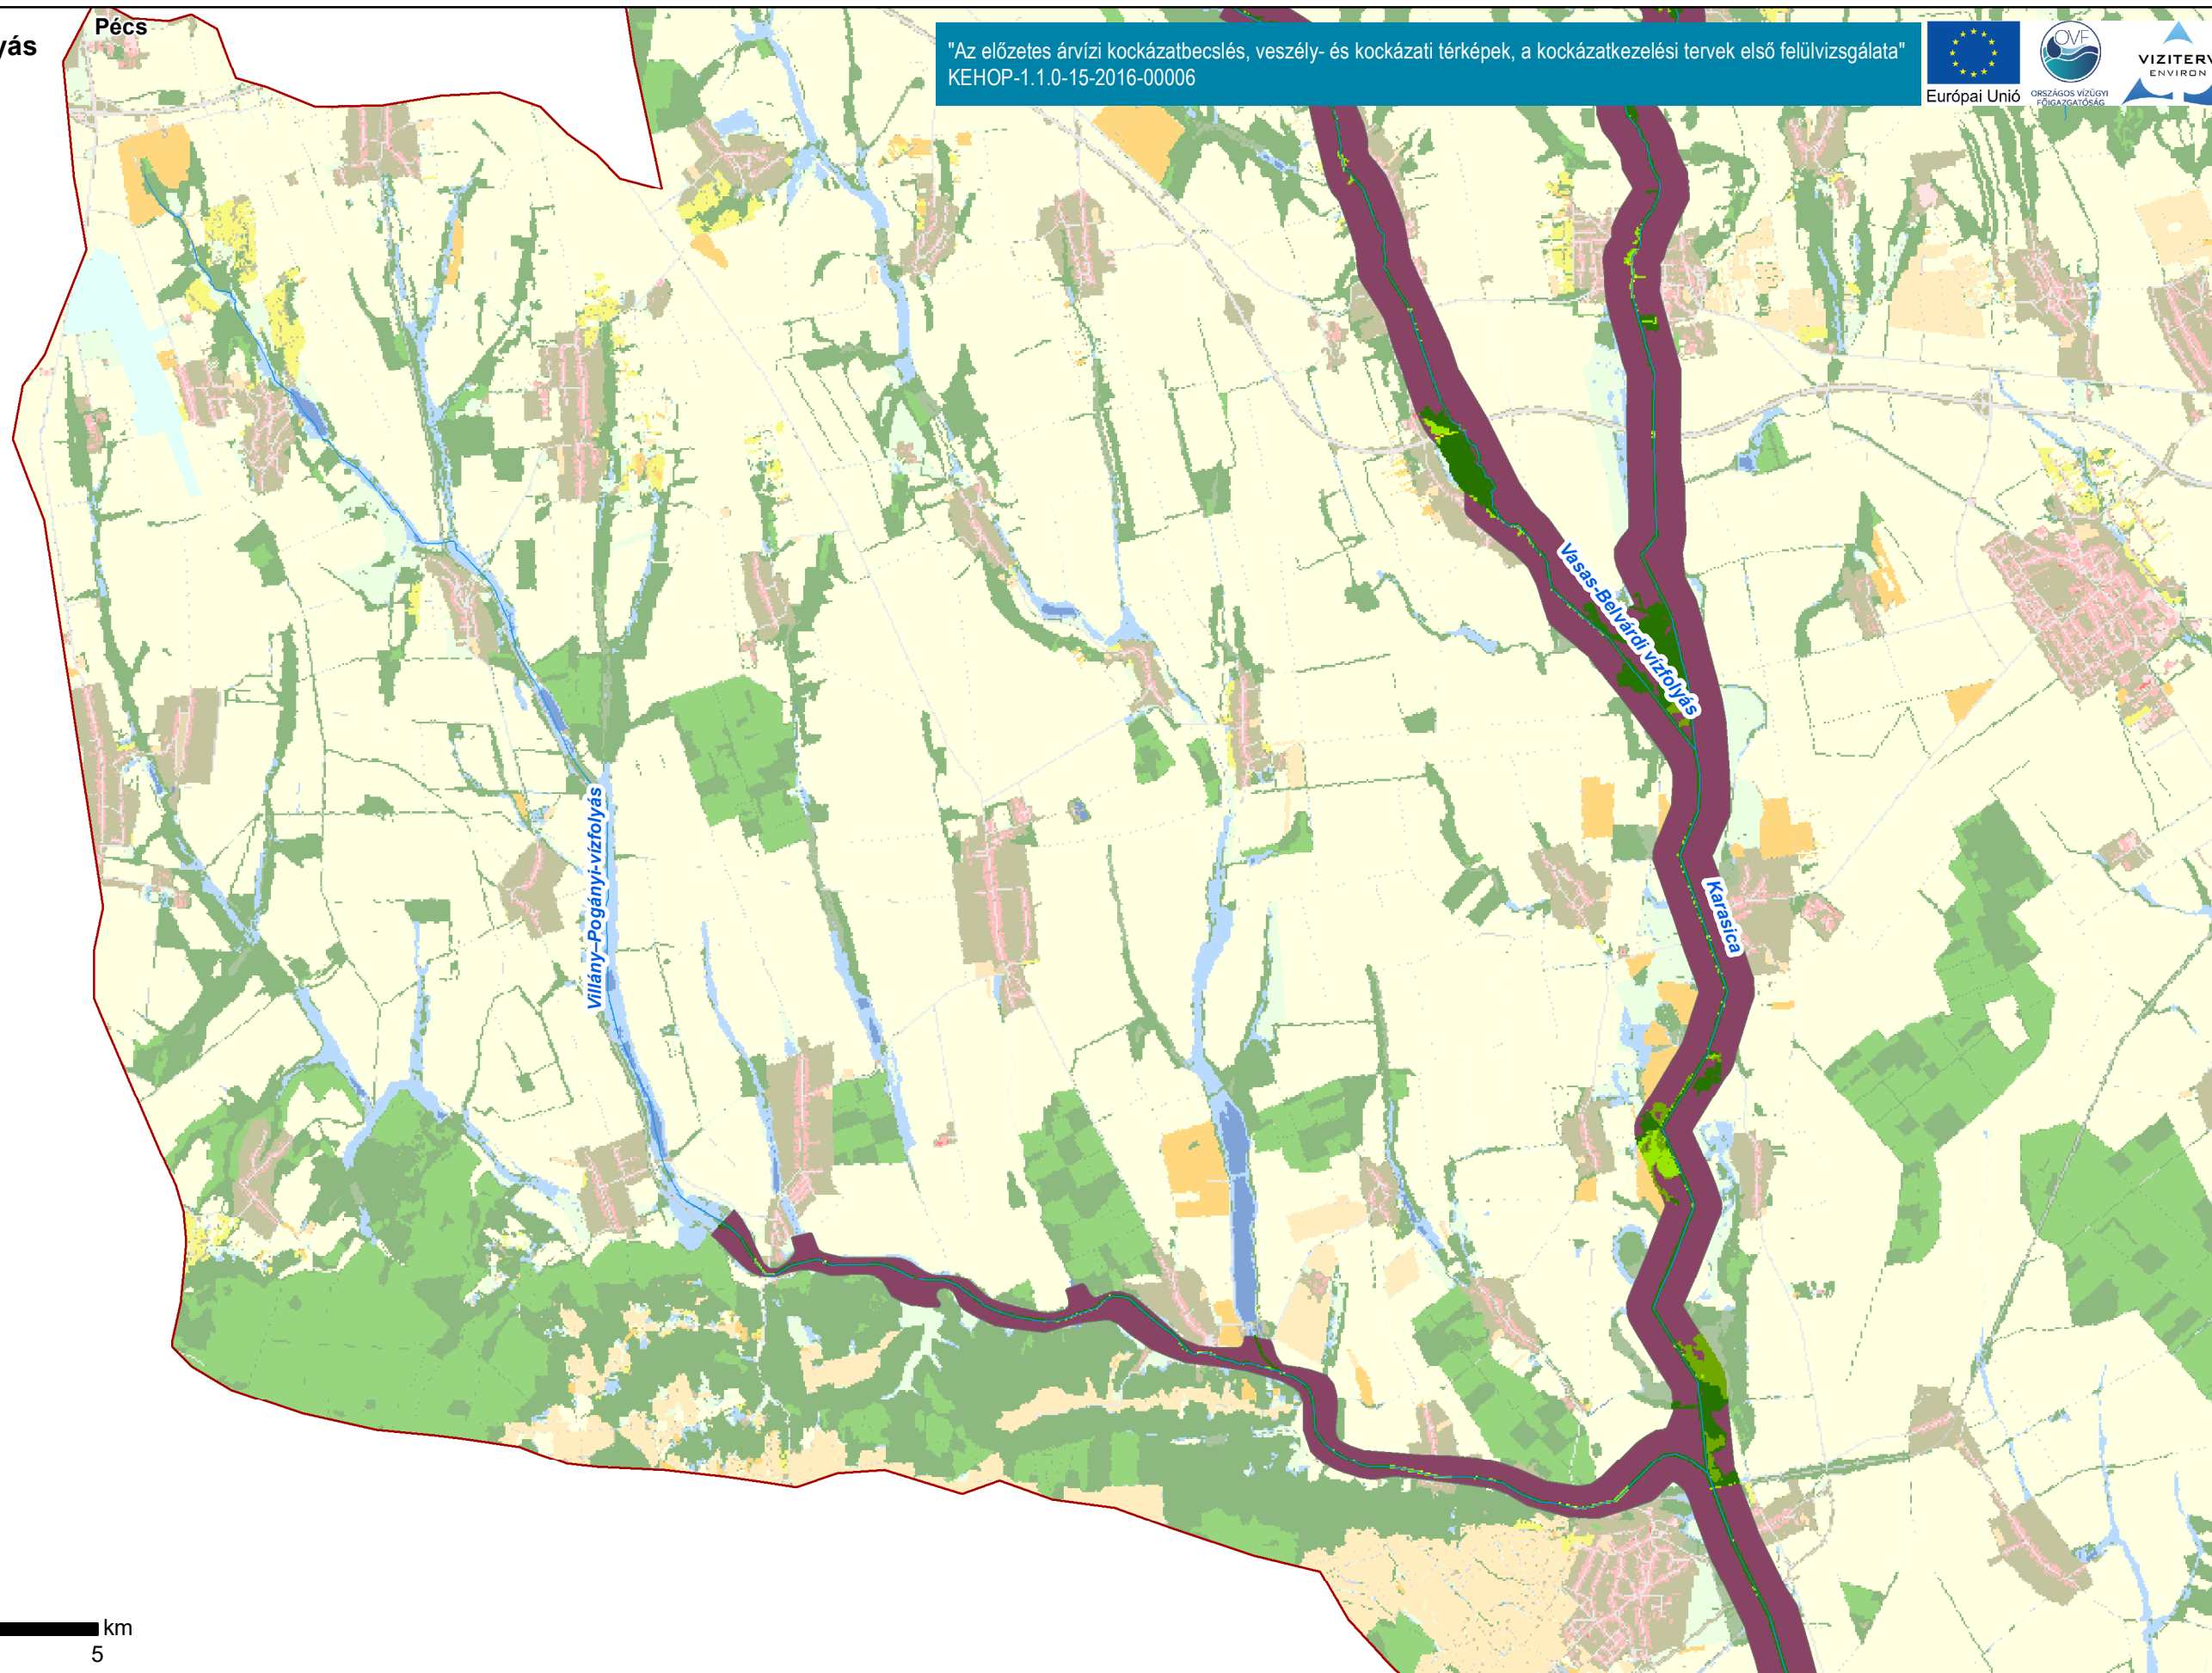 Pécs
yás
"Az előzetes árvízi kockázatbecslés, veszély- és kockázati térképek, a kockázatkezelési tervek első felülvizsgálata"
KEHOP-1.1.0-15-2016-00006
Európai Unió
OVF
ORSZÁGOS VÍZÜGYI
FŐIGAZGATÓSÁG
VIZITERV
ENVIRON
Vasas-Belvárdi vízfolyás
Villány–Pogányi-vízfolyás
Karasica
km
5